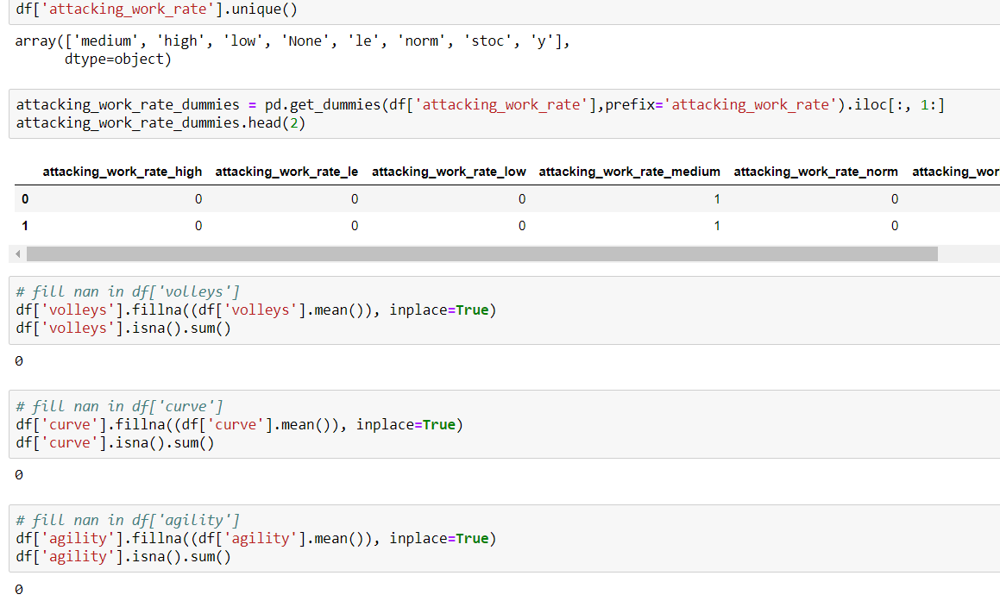 df['attacking_work_rate'].unique()
array(['medium', 'high', 'low', 'None', 'le', 'norm', 'stoc', 'y'],
dtype=object)
attacking_work_rate_dummies = pd.get_dummies(df['attacking_work_rate'],prefix='attacking_work_rate').iloc[:, 1:]
attacking_work_rate_dummies.head(2)
attacking_work_rate_high attacking_work_rate_le attacking_work_rate_low attacking_work_rate_medium attacking_work_rate_norm attacking_wor
0 0 0 0 1 0
1 0 0 0 1 0
# fill nan in df['volleys']
df['volleys'].fillna((df['volleys'].mean()), inplace=True)
df['volleys'].isna().sum()
0
# fill nan in df['curve']
df['curve'].fillna((df['curve'].mean()), inplace=True)
df['curve'].isna().sum()
0
# fill nan in df['agility']
df['agility'].fillna((df['agility'].mean()), inplace=True)
df['agility'].isna().sum()
0